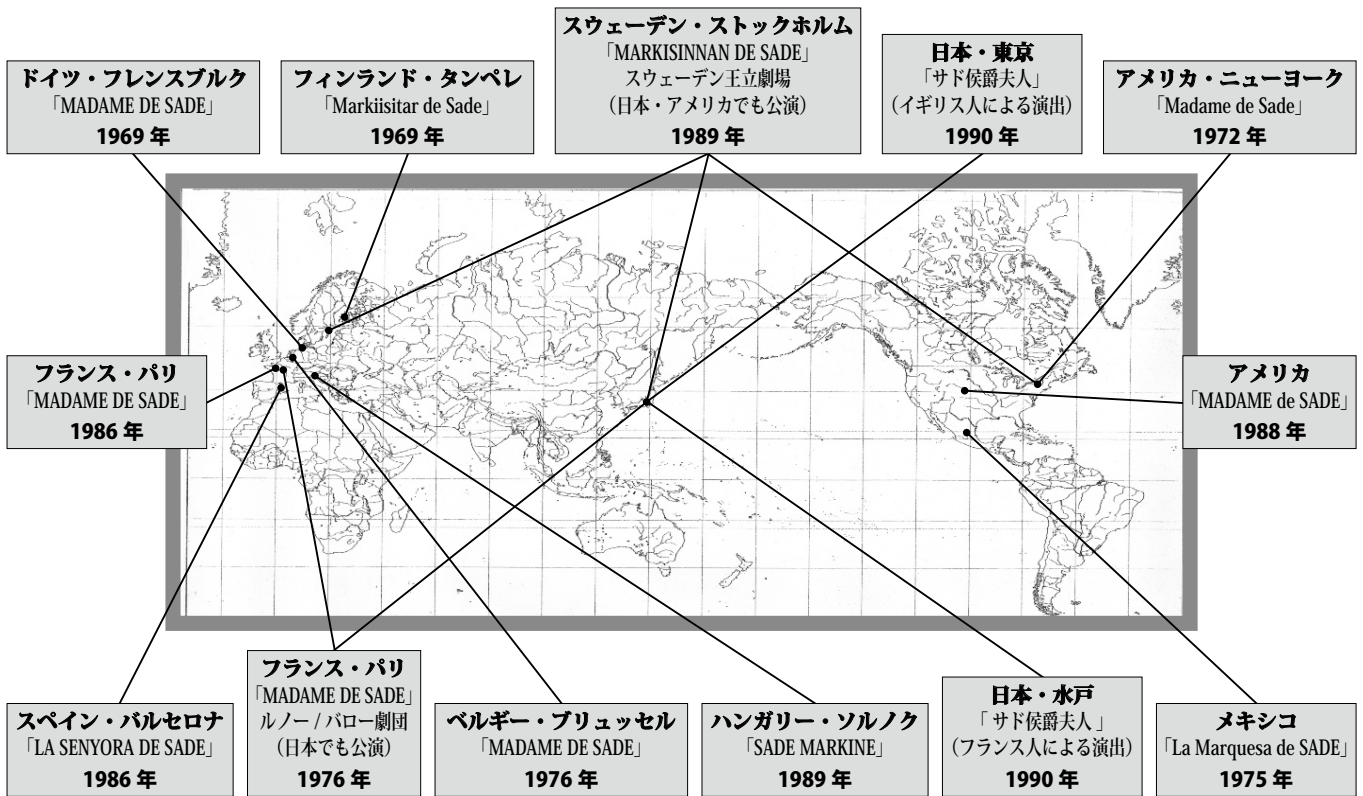 スウェーデン・ストックホルム
「MARKISINNAN DE SADE」
スウェーデン王立劇場
（日本・アメリカでも公演）
1989 年
日本・東京
「サド侯爵夫人」
（イギリス人による演出）
1990 年
ドイツ・フレンスブルク
「MADAME DE SADE」
1969 年
フィンランド・タンペレ
「Markiisitar de Sade」
1969 年
アメリカ・ニューヨーク
「Madame de Sade」
1972 年
フランス・パリ
「MADAME DE SADE」
1986 年
アメリカ
「MADAME de SADE」
1988 年
スペイン・バルセロナ
「LA SENYORA DE SADE」
1986 年
フランス・パリ
「MADAME DE SADE」
ルノー / バロー劇団
（日本でも公演）
1976 年
ベルギー・ブリュッセル
「MADAME DE SADE」
1976 年
ハンガリー・ソルノク
「SADE MARKINE」
1989 年
日本・水戸
「 サド侯爵夫人 」
（フランス人による演出）
1990 年
メキシコ
「La Marquesa de SADE」
1975 年